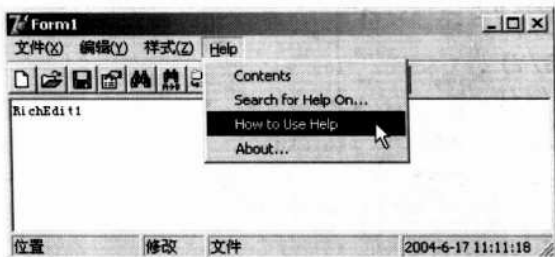 Form1
文件(X) 编辑(Y) 样式(Z) Help
Contents
Search for Help On...
How to Use Help
About...
RichEdit1
位置 修改 文件 2004-6-17 11:11:18